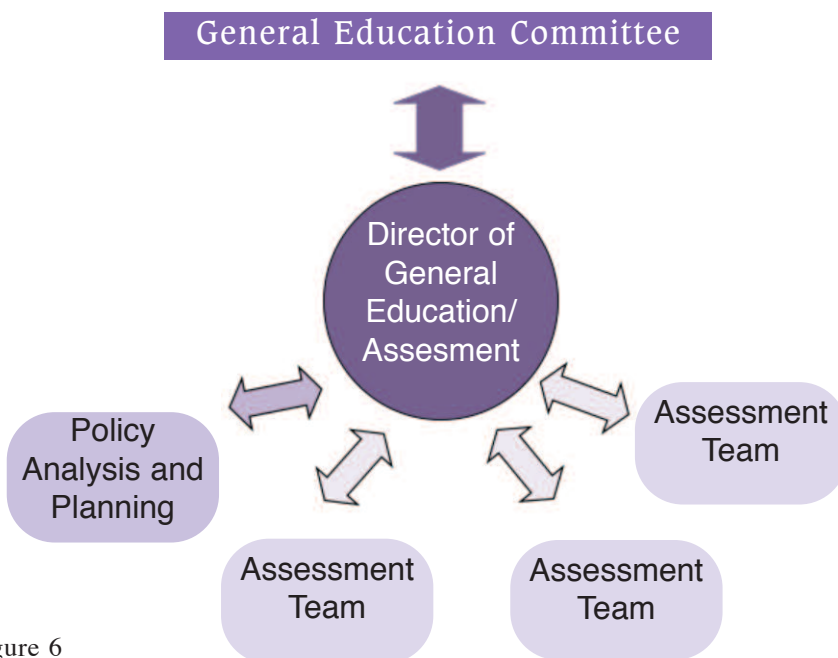 General Education Committee
Director of
General
Education/
Assesment
Policy
Analysis and
Planning
Assessment
Team
Assessment
Team
Assessment
Team
gure 6